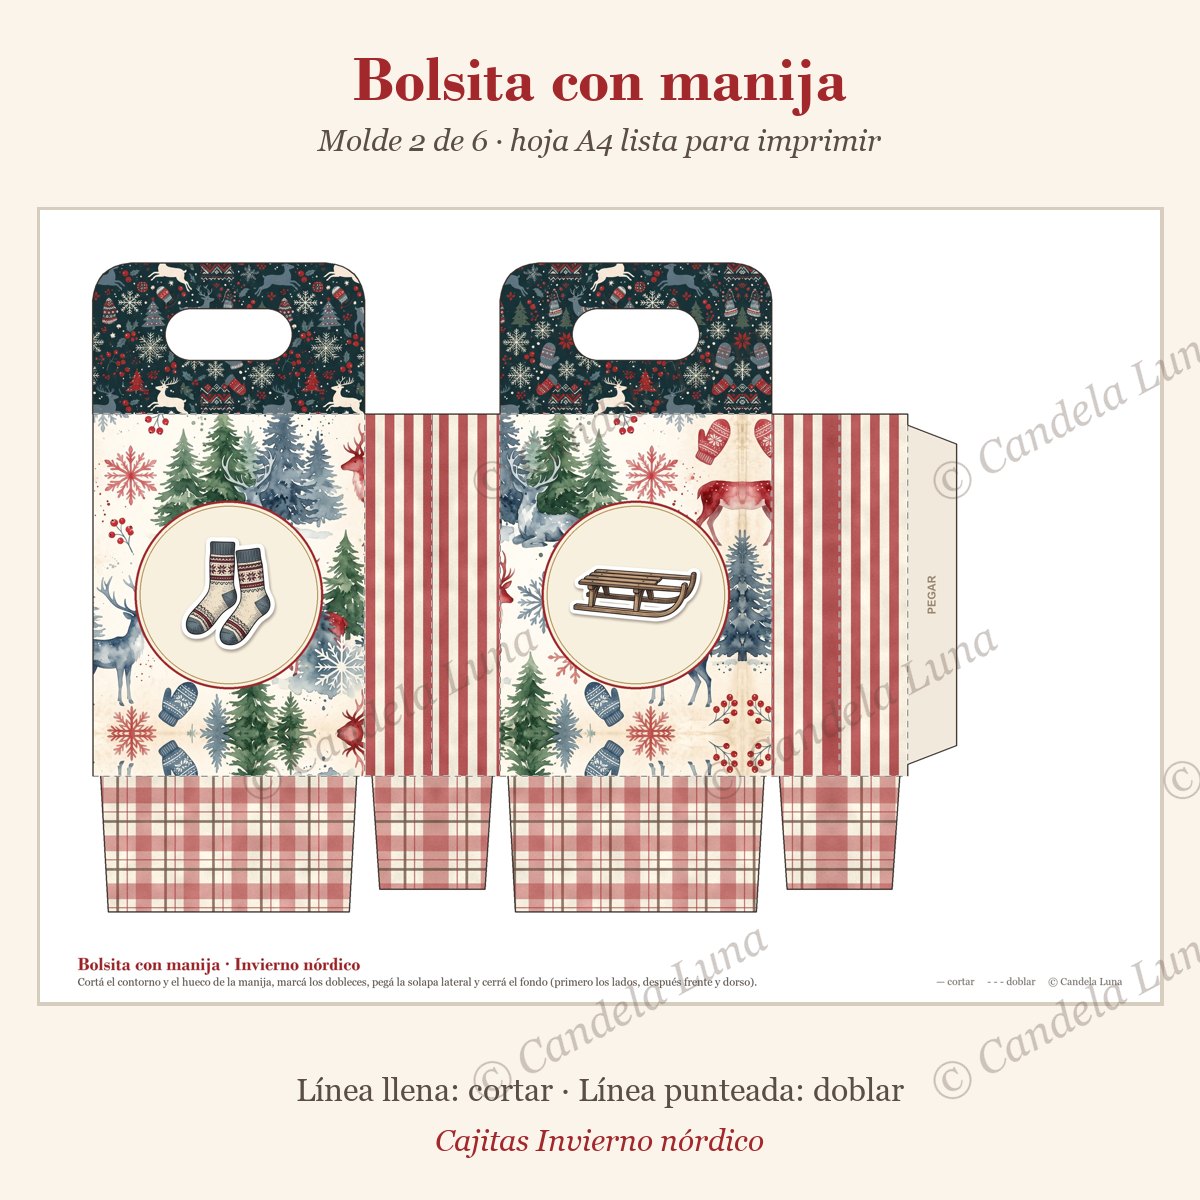 Bolsita con manija
Molde 2 de 6 · hoja A4 lista para imprimir
© Candela Luna
PEGAR
© Candela Luna
© Candela Luna
Bolsita con manija · Invierno nórdico
Cortá el contorno y el hueco de la manija, marcá los dobleces, pegá la solapa lateral y cerrá el fondo (primero los lados, después frente y dorso).
— cortar - - - doblar © Candela Luna
© Candela Luna
© Candela Luna
Línea llena: cortar · Línea punteada: doblar
Cajitas Invierno nórdico